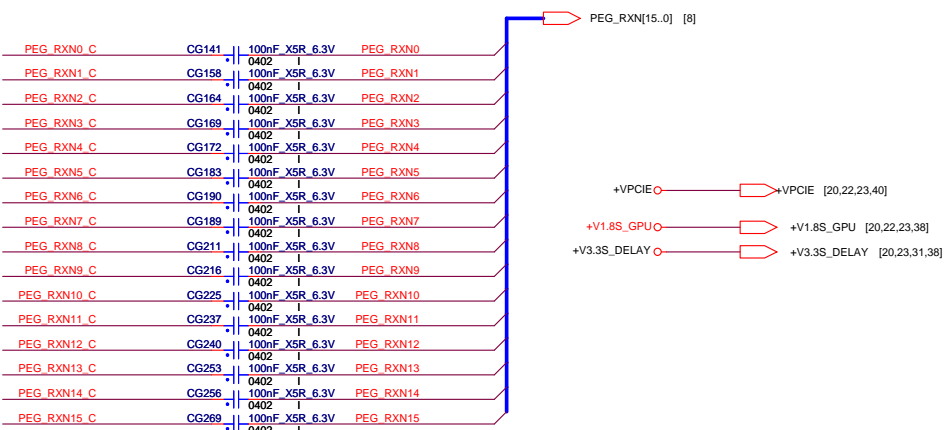 PEG_RXN[15..0] [8]
PEG_RXN0_C CG141 100nF_X5R_6.3V PEG_RXN0
0402 I
PEG_RXN1_C CG158 100nF_X5R_6.3V PEG_RXN1
0402 I
PEG_RXN2_C CG164 100nF_X5R_6.3V PEG_RXN2
0402 I
PEG_RXN3_C CG169 100nF_X5R_6.3V PEG_RXN3
0402 I
PEG_RXN4_C CG172 100nF_X5R_6.3V PEG_RXN4
0402 I
PEG_RXN5_C CG183 100nF_X5R_6.3V PEG_RXN5
0402 I
PEG_RXN6_C CG190 100nF_X5R_6.3V PEG_RXN6
0402 I
PEG_RXN7_C CG189 100nF_X5R_6.3V PEG_RXN7
0402 I
PEG_RXN8_C CG211 100nF_X5R_6.3V PEG_RXN8
0402 I
PEG_RXN9_C CG216 100nF_X5R_6.3V PEG_RXN9
0402 I
PEG_RXN10_C CG225 100nF_X5R_6.3V PEG_RXN10
0402 I
PEG_RXN11_C CG237 100nF_X5R_6.3V PEG_RXN11
0402 I
PEG_RXN12_C CG240 100nF_X5R_6.3V PEG_RXN12
0402 I
PEG_RXN13_C CG253 100nF_X5R_6.3V PEG_RXN13
0402 I
PEG_RXN14_C CG256 100nF_X5R_6.3V PEG_RXN14
0402 I
PEG_RXN15_C CG269 100nF_X5R_6.3V PEG_RXN15
0402 I
+VPCIE +VPCIE [20,22,23,40]
+V1.8S_GPU +V1.8S_GPU [20,22,23,38]
+V3.3S_DELAY +V3.3S_DELAY [20,23,31,38]